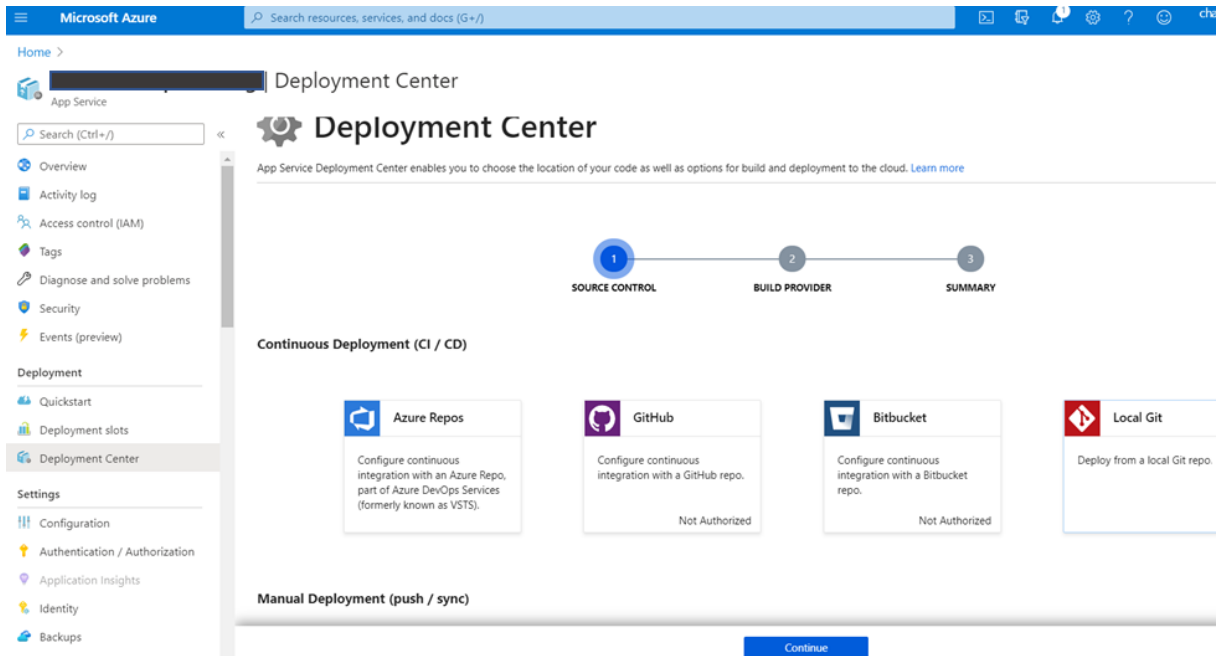 Microsoft Azure
Search resources, services, and docs (G+/)
1
?
cha
Home >
| Deployment Center
App Service
Search (Ctrl+/)
«
Overview
Activity log
Access control (IAM)
Tags
Diagnose and solve problems
Security
Events (preview)
Deployment
Quickstart
Deployment slots
Deployment Center
Settings
Configuration
Authentication / Authorization
Application Insights
Identity
Backups
Deployment Center
App Service Deployment Center enables you to choose the location of your code as well as options for build and deployment to the cloud. Learn more
1
2
3
SOURCE CONTROL
BUILD PROVIDER
SUMMARY
Continuous Deployment (CI / CD)
Azure Repos
Configure continuous
integration with an Azure Repo,
part of Azure DevOps Services
(formerly known as VSTS).
GitHub
Configure continuous
integration with a GitHub repo.
Not Authorized
Bitbucket
Configure continuous
integration with a Bitbucket
repo.
Not Authorized
Local Git
Deploy from a local Git repo.
Manual Deployment (push / sync)
Continue